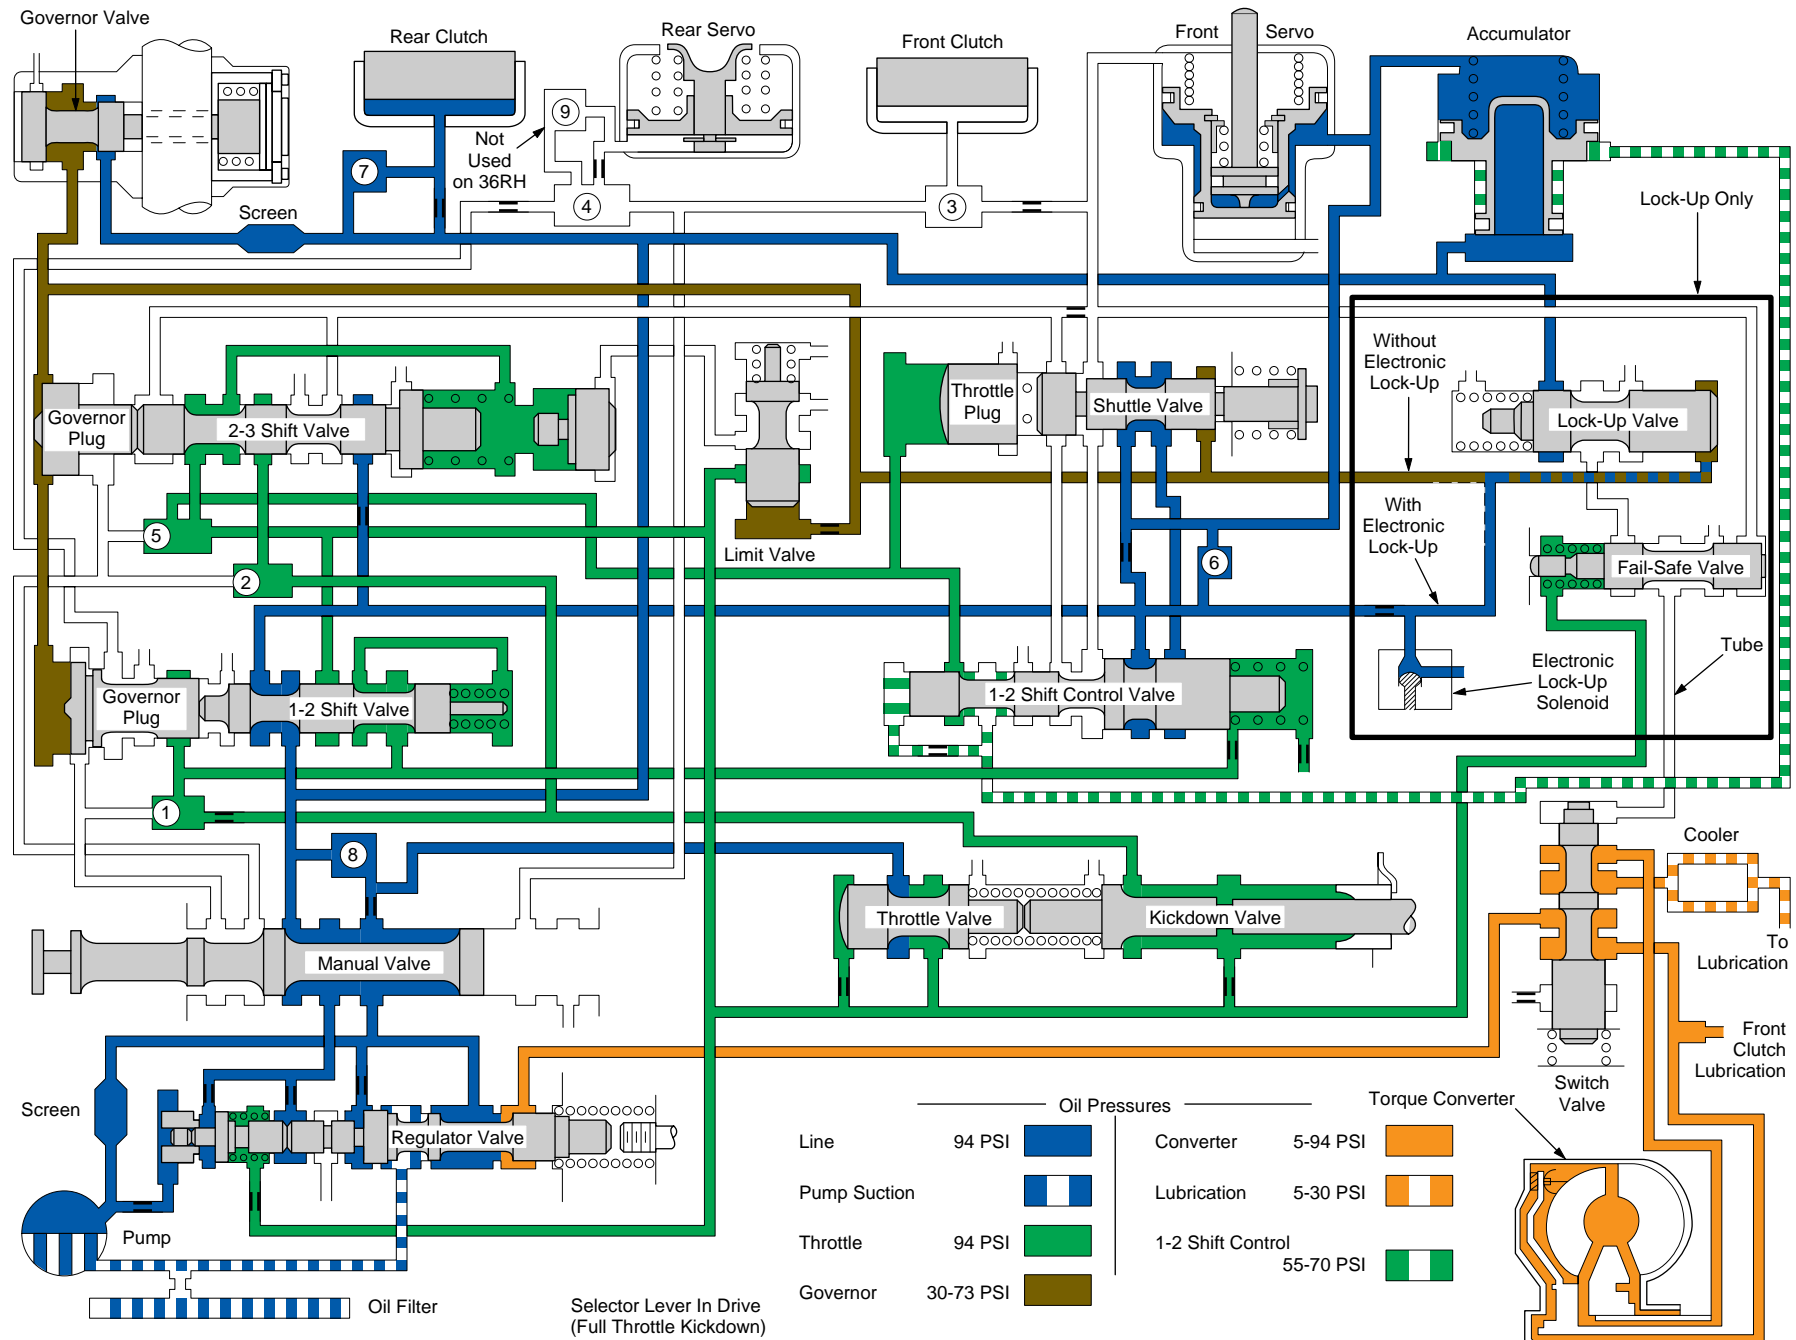 Governor Valve
Rear Clutch
Rear Servo
Front Clutch
Front
Servo
Accumulator
9
Not
Used
on 36RH
7
4
3
Screen
Lock-Up Only
Without
Electronic
Lock-Up
Governor
Plug
2-3 Shift Valve
Throttle
Plug
Shuttle Valve
Lock-Up Valve
With
Electronic
Lock-Up
5
Limit Valve
6
Fail-Safe Valve
2
Tube
Governor
Plug
1-2 Shift Valve
1-2 Shift Control Valve
Electronic
Lock-Up
Solenoid
1
8
Cooler
Throttle Valve
Kickdown Valve
Manual Valve
To
Lubrication
Front
Clutch
Lubrication
Switch
Valve
Screen
Regulator Valve
Oil Pressures
Torque Converter
Line 94 PSI
Converter 5-94 PSI
Pump Suction
Lubrication 5-30 PSI
Pump
Throttle 94 PSI
1-2 Shift Control
55-70 PSI
Governor 30-73 PSI
Oil Filter
Selector Lever In Drive
(Full Throttle Kickdown)